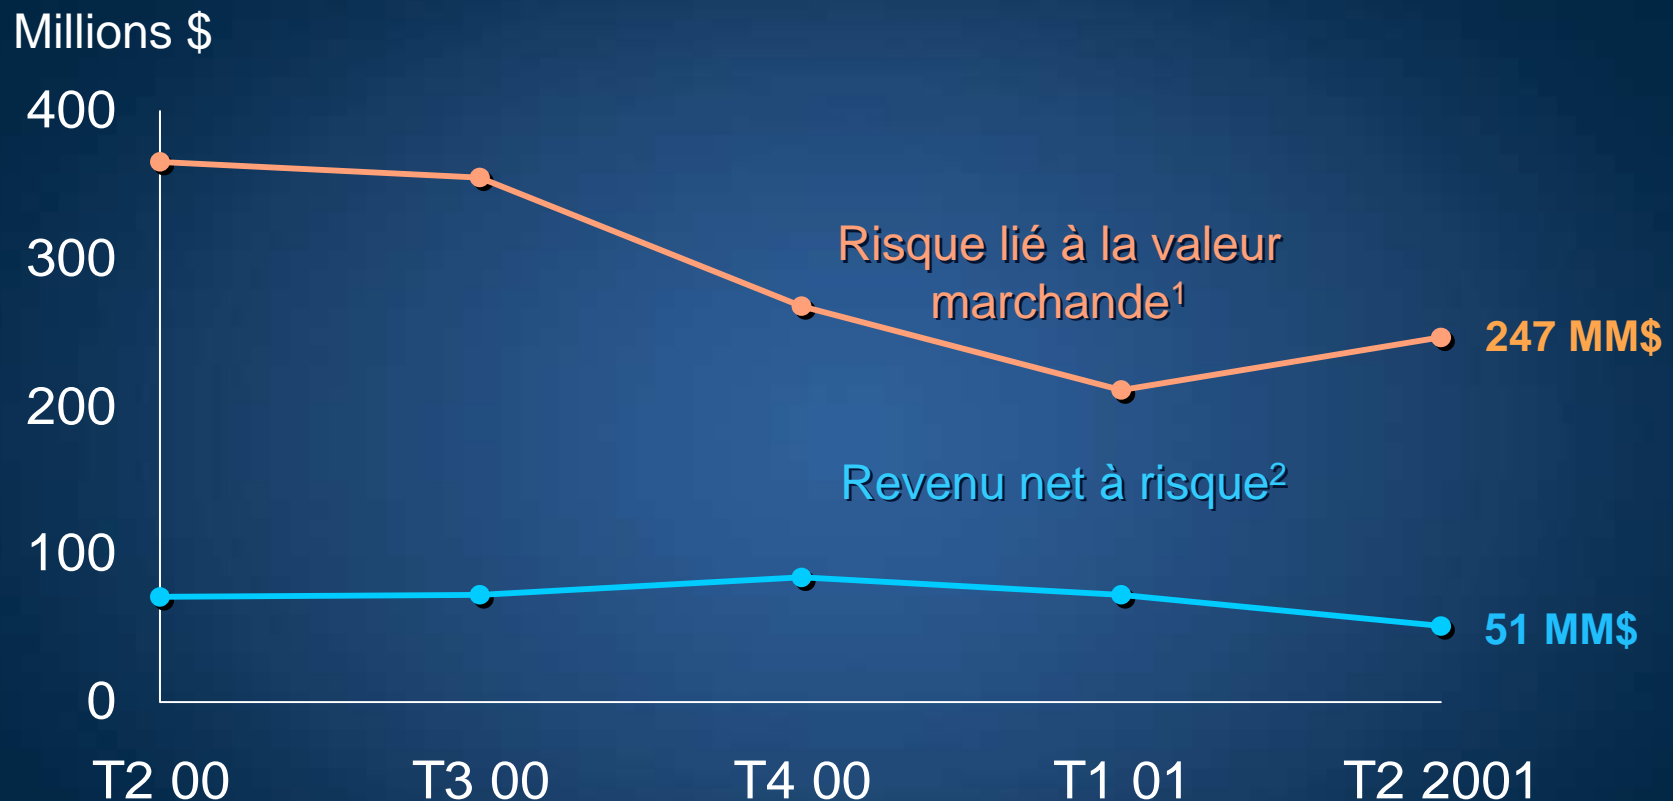 Millions $
400
300
200
100
0
Risque lié à la valeur
marchande¹
247 MM$
Revenu net à risque²
51 MM$
T2 00 T3 00 T4 00 T1 01 T2 2001